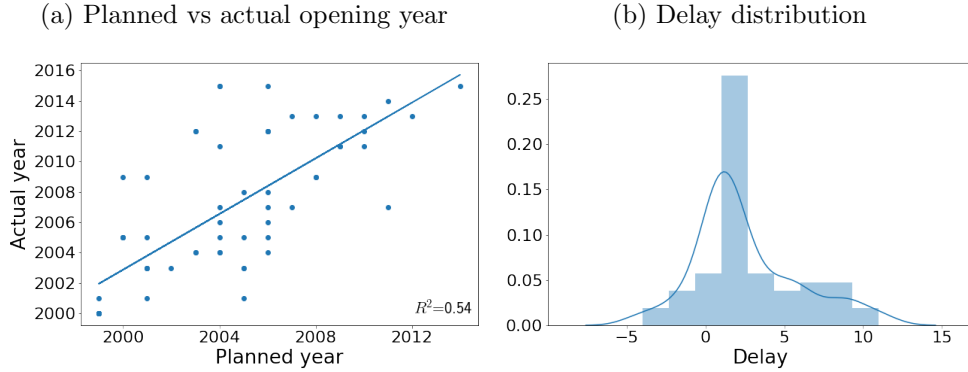 (a) Planned vs actual opening year
2016
2014
2012
2010
2008
2006
2004
2002
2000
Actual year
R²=0.54
2000 2004 2008 2012
Planned year
(b) Delay distribution
0.25
0.20
0.15
0.10
0.05
0.00
−5 0 5 10 15
Delay